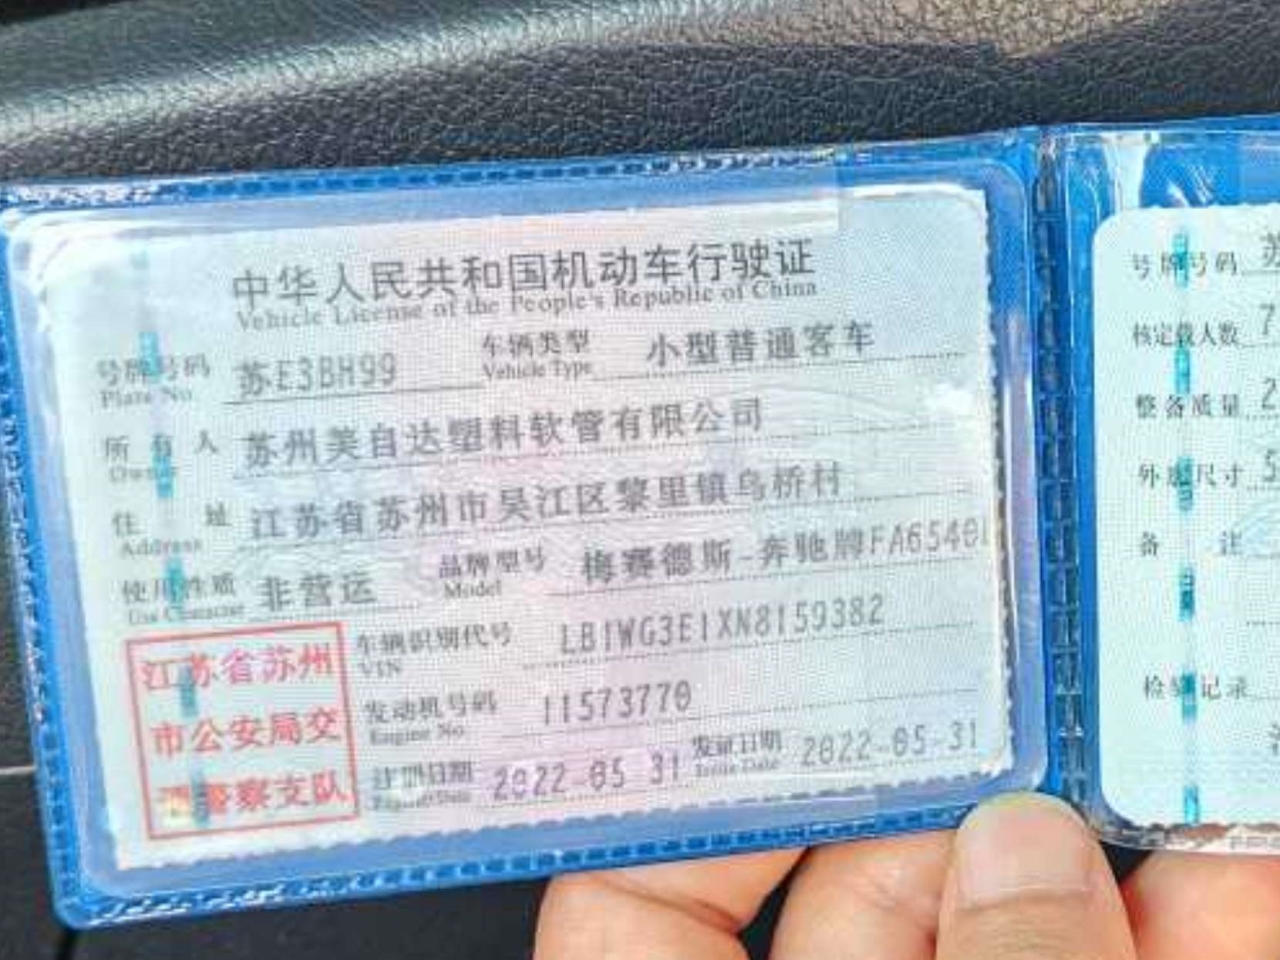 中华人民共和国机动车行驶证
Vehicle License of the People's Republic of China
号牌号码 苏E3BH99 车辆类型 小型普通客车
Plate No. Vehicle Type
所有人 苏州美自达塑料软管有限公司
Owner
住址 江苏省苏州市吴江区黎里镇乌桥村
Address
使用性质 非营运 品牌型号 梅赛德斯-奔驰牌FA6540
Use Character Model
车辆识别代号 LB1WG3E1XN8159382
VIN
发动机号码 11573770
Engine No.
注册日期 2022-05-31 发证日期 2022-05-31
Register Date Issue Date
江苏省苏州
市公安局交
警察支队
号牌号码 苏
核定载人数 7
整备质量 2
外廓尺寸 5
备注
检验记录